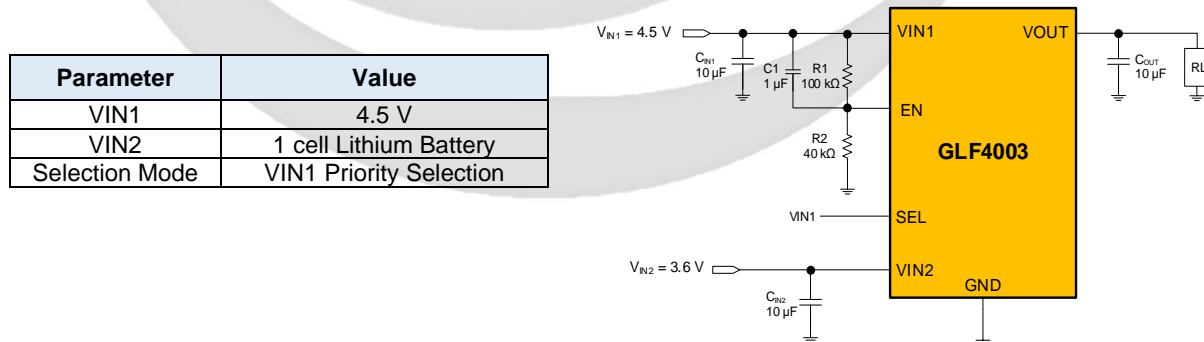 Parameter Value
VIN1 4.5 V
VIN2 1 cell Lithium Battery
Selection Mode VIN1 Priority Selection
VIN1 = 4.5 V
CIN1
10 µF
C1
1 µF
R1
100 kΩ
R2
40 kΩ
VIN1
VIN2 = 3.6 V
CIN2
10 µF
VIN1
VOUT
EN
GLF4003
SEL
VIN2
GND
COUT
10 µF
RL